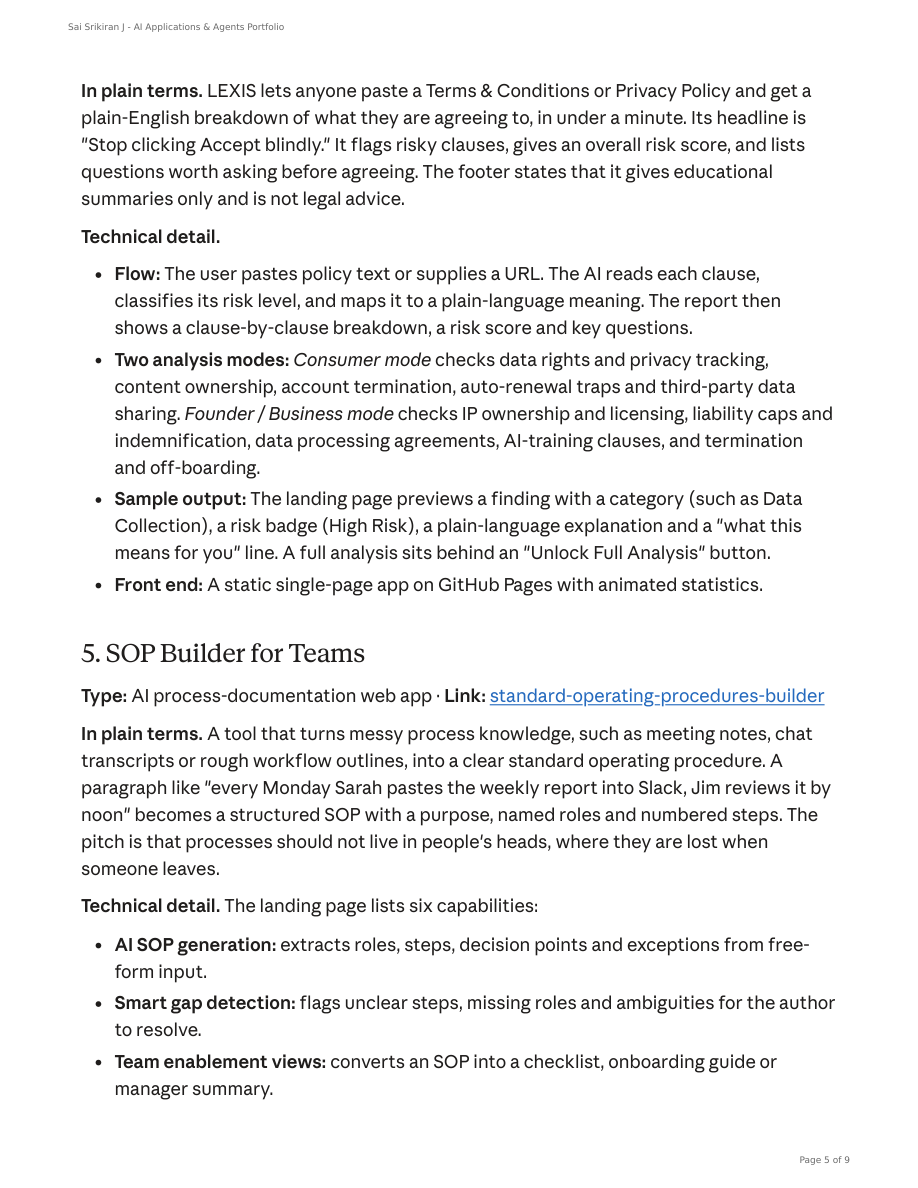 Sai Srikiran J - AI Applications & Agents Portfolio
In plain terms. LEXIS lets anyone paste a Terms & Conditions or Privacy Policy and get a
plain-English breakdown of what they are agreeing to, in under a minute. Its headline is
"Stop clicking Accept blindly." It flags risky clauses, gives an overall risk score, and lists
questions worth asking before agreeing. The footer states that it gives educational
summaries only and is not legal advice.
Technical detail.
• Flow: The user pastes policy text or supplies a URL. The AI reads each clause,
classifies its risk level, and maps it to a plain-language meaning. The report then
shows a clause-by-clause breakdown, a risk score and key questions.
• Two analysis modes: Consumer mode checks data rights and privacy tracking,
content ownership, account termination, auto-renewal traps and third-party data
sharing. Founder / Business mode checks IP ownership and licensing, liability caps and
indemnification, data processing agreements, AI-training clauses, and termination
and off-boarding.
• Sample output: The landing page previews a finding with a category (such as Data
Collection), a risk badge (High Risk), a plain-language explanation and a "what this
means for you" line. A full analysis sits behind an "Unlock Full Analysis" button.
• Front end: A static single-page app on GitHub Pages with animated statistics.
5. SOP Builder for Teams
Type: AI process-documentation web app · Link: standard-operating-procedures-builder
In plain terms. A tool that turns messy process knowledge, such as meeting notes, chat
transcripts or rough workflow outlines, into a clear standard operating procedure. A
paragraph like "every Monday Sarah pastes the weekly report into Slack, Jim reviews it by
noon" becomes a structured SOP with a purpose, named roles and numbered steps. The
pitch is that processes should not live in people's heads, where they are lost when
someone leaves.
Technical detail. The landing page lists six capabilities:
• AI SOP generation: extracts roles, steps, decision points and exceptions from free-
form input.
• Smart gap detection: flags unclear steps, missing roles and ambiguities for the author
to resolve.
• Team enablement views: converts an SOP into a checklist, onboarding guide or
manager summary.
Page 5 of 9